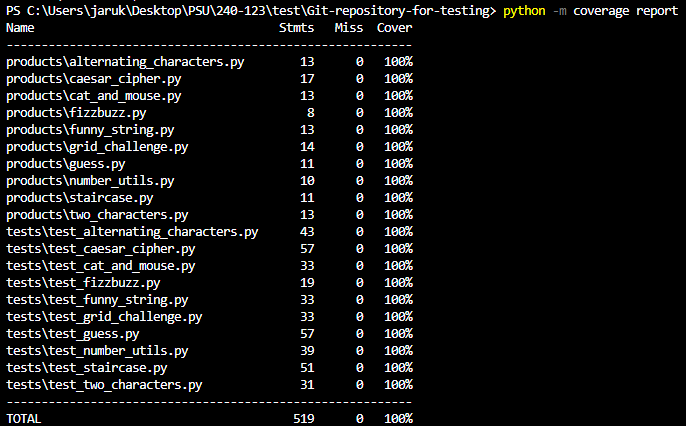 PS C:\Users\jaruk\Desktop\PSU\240-123\test\Git-repository-for-testing> python -m coverage report
Name                                  Stmts   Miss  Cover
----------------------------------------------------------
products\alternating_characters.py       13      0   100%
products\caesar_cipher.py                17      0   100%
products\cat_and_mouse.py                13      0   100%
products\fizzbuzz.py                      8      0   100%
products\funny_string.py                 13      0   100%
products\grid_challenge.py               14      0   100%
products\guess.py                        11      0   100%
products\number_utils.py                 10      0   100%
products\staircase.py                    11      0   100%
products\two_characters.py               13      0   100%
tests\test_alternating_characters.py     43      0   100%
tests\test_caesar_cipher.py              57      0   100%
tests\test_cat_and_mouse.py              33      0   100%
tests\test_fizzbuzz.py                   19      0   100%
tests\test_funny_string.py               33      0   100%
tests\test_grid_challenge.py             33      0   100%
tests\test_guess.py                      57      0   100%
tests\test_number_utils.py               39      0   100%
tests\test_staircase.py                  51      0   100%
tests\test_two_characters.py             31      0   100%
----------------------------------------------------------
TOTAL                                   519      0   100%